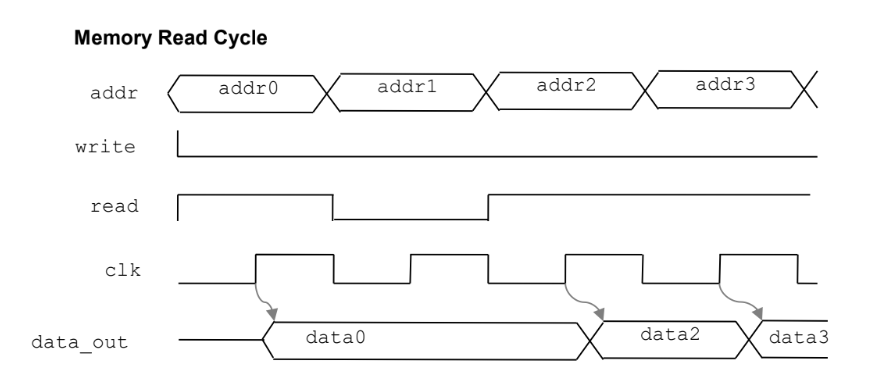 Memory Read Cycle
addr addr0 addr1 addr2 addr3
write
read
clk
data_out data0 data2 data3